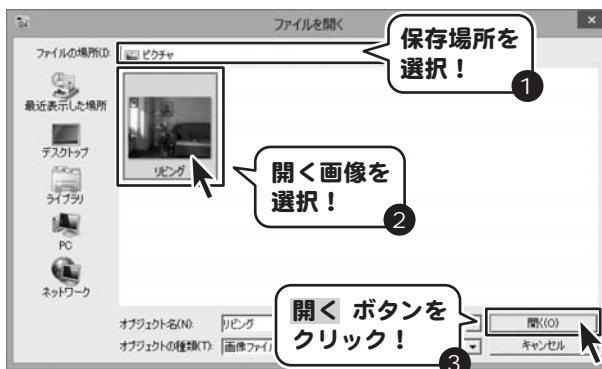 ファイルを開く
ファイルの場所(I):
ピクチャ
保存場所を
選択！
1
最近表示した場所
デスクトップ
ライブラリ
PC
ネットワーク
リビング
開く画像を
選択！
2
オブジェクト名(N):
リビング
オブジェクトの種類(T):
画像ファイ
開く ボタンを
クリック！
3
開く(O)
キャンセル